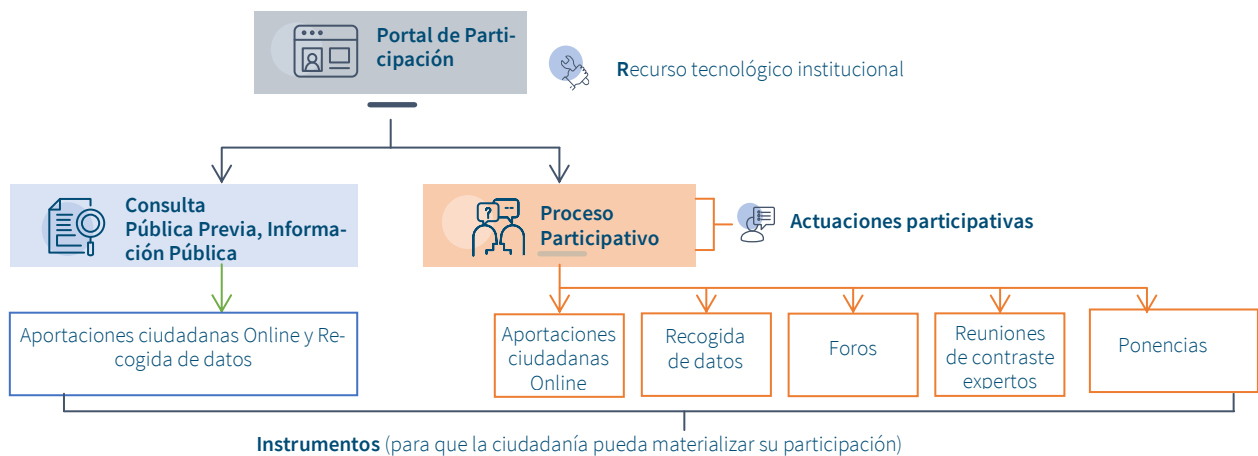 Portal de Parti-
cipación
Recurso tecnológico institucional
Consulta
Pública Previa, Informa-
ción Pública
Proceso
Participativo
Actuaciones participativas
Aportaciones ciudadanas Online y Re-
cogida de datos
Aportaciones
ciudadanas
Online
Recogida
de datos
Foros
Reuniones
de contraste
expertos
Ponencias
Instrumentos (para que la ciudadanía pueda materializar su participación)